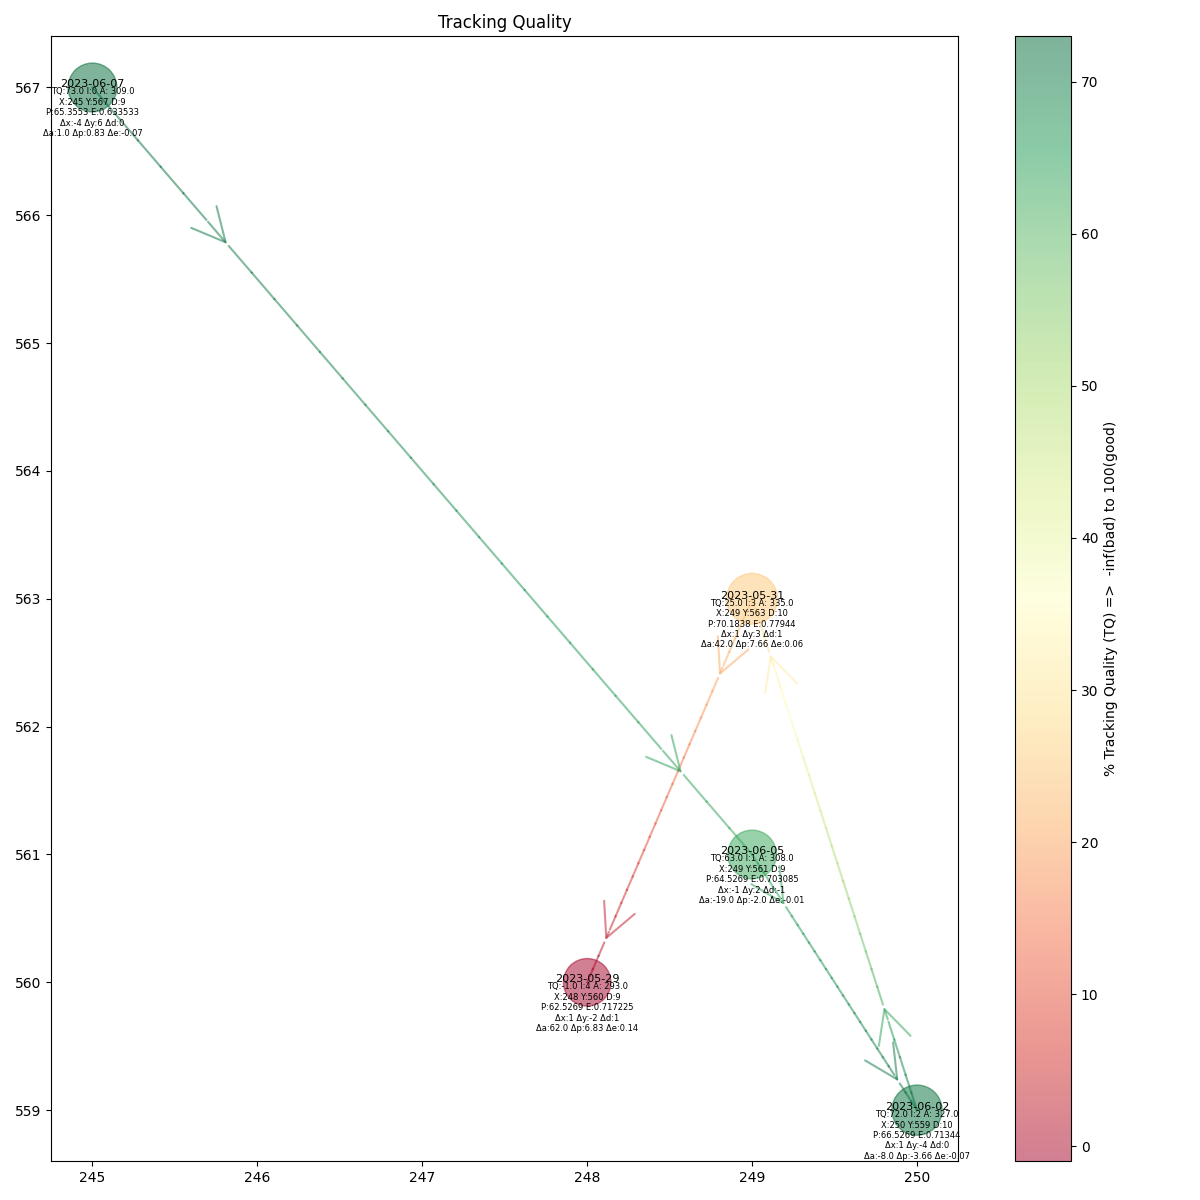 Tracking Quality
567
566
565
564
563
562
561
560
559
245
246
247
248
249
250
2023-06-07
TQ:73.0 I:0 A: 309.0
X:245 Y:567 D:9
P:65.3553 E:0.633533
Δx:-4 Δy:6 Δd:0
Δa:1.0 Δp:0.83 Δe:-0.07
2023-05-31
TQ:25.0 I:3 A: 335.0
X:249 Y:563 D:10
P:70.1838 E:0.77944
Δx:1 Δy:3 Δd:1
Δa:42.0 Δp:7.66 Δe:0.06
2023-06-05
TQ:63.0 I:1 A: 308.0
X:249 Y:561 D:9
P:64.5269 E:0.703085
Δx:-1 Δy:2 Δd:-1
Δa:-19.0 Δp:-2.0 Δe:-0.01
2023-05-29
TQ:-1.0 I:4 A: 293.0
X:248 Y:560 D:9
P:62.5269 E:0.717225
Δx:1 Δy:-2 Δd:1
Δa:62.0 Δp:6.83 Δe:0.14
2023-06-02
TQ:72.0 I:2 A: 327.0
X:250 Y:559 D:10
P:66.5269 E:0.71344
Δx:1 Δy:-4 Δd:0
Δa:-8.0 Δp:-3.66 Δe:-0.07
70
60
50
40
30
20
10
0
% Tracking Quality (TQ) => -inf(bad) to 100(good)